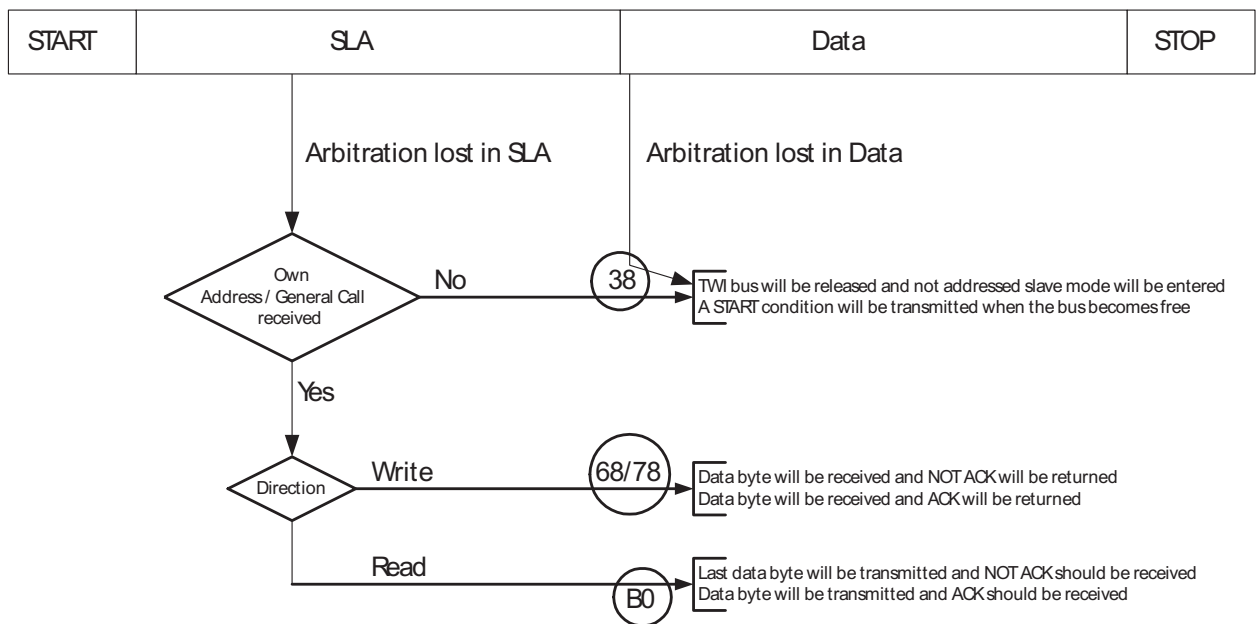 START SLA Data STOP
Arbitration lost in SLA Arbitration lost in Data
Own
Address / General Call
received
No
38
TWI bus will be released and not addressed slave mode will be entered
A START condition will be transmitted when the bus becomes free
Yes
Direction
Write
68/78
Data byte will be received and NOT ACK will be returned
Data byte will be received and ACK will be returned
Read
B0
Last data byte will be transmitted and NOT ACK should be received
Data byte will be transmitted and ACK should be received